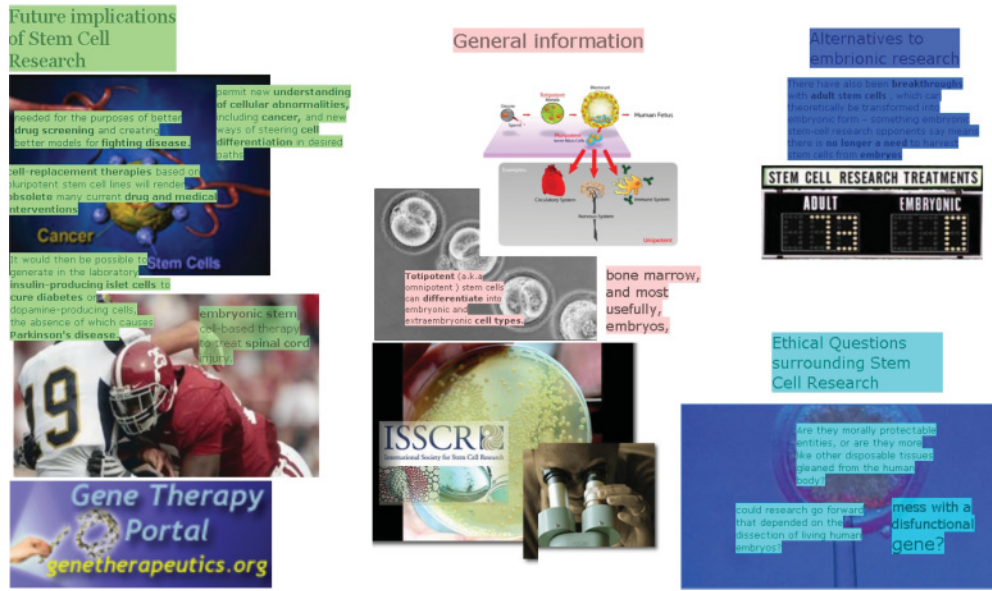 Future implications
of Stem Cell
Research
needed for the purposes of better
drug screening and creating
better models for fighting disease.
permit new understanding
of cellular abnormalities,
including cancer, and new
ways of steering cell
differentiation in desired
paths
cell-replacement therapies based on
pluripotent stem cell lines will render
obsolete many current drug and medical
interventions
Cancer
Stem Cells
It would then be possible to
generate in the laboratory
insulin-producing islet cells to
cure diabetes or
dopamine-producing cells,
the absence of which causes
Parkinson's disease.
embryonic stem
cel-based therapy
to treat spinal cord
injury.
19
Gene Therapy
Portal
genetherapeutics.org
General information
Totipotent
Morula
Blastocyst
Human Fetus
Pluripotent
Inner Mass Cells
Circulatory System
Nervous System
Immune System
Unipotent
Totipotent (a.k.a
omnipotent ) stem cells
can differentiate into
embryonic and
extraembryonic cell types.
bone marrow,
and most
usefully,
embryos,
ISSCR
International Society for Stem Cell Research
Alternatives to
embrionic research
There have also been breakthroughs
with adult stem cells , which can
theoretically be transformed into
embryonic form – something embryonic
stem-cell research opponents say means
there is no longer a need to harvest
stem cells from embryos
STEM CELL RESEARCH TREATMENTS
ADULT
EMBRYONIC
73
0
Ethical Questions
surrounding Stem
Cell Research
Are they morally protectable
entities, or are they more
like other disposable tissues
gleaned from the human
body?
could research go forward
that depended on the
dissection of living human
embryos?
mess with a
disfunctional
gene?